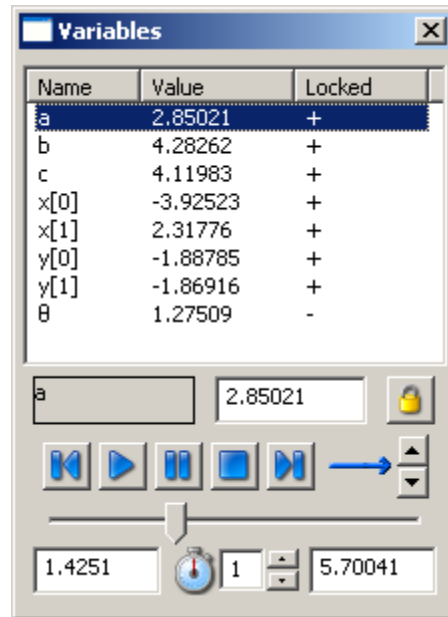 Variables
Name Value Locked
a 2.85021 +
b 4.28262 +
c 4.11983 +
x[0] -3.92523 +
x[1] 2.31776 +
y[0] -1.88785 +
y[1] -1.86916 +
θ 1.27509 -
a 2.85021
1.4251 1 5.70041